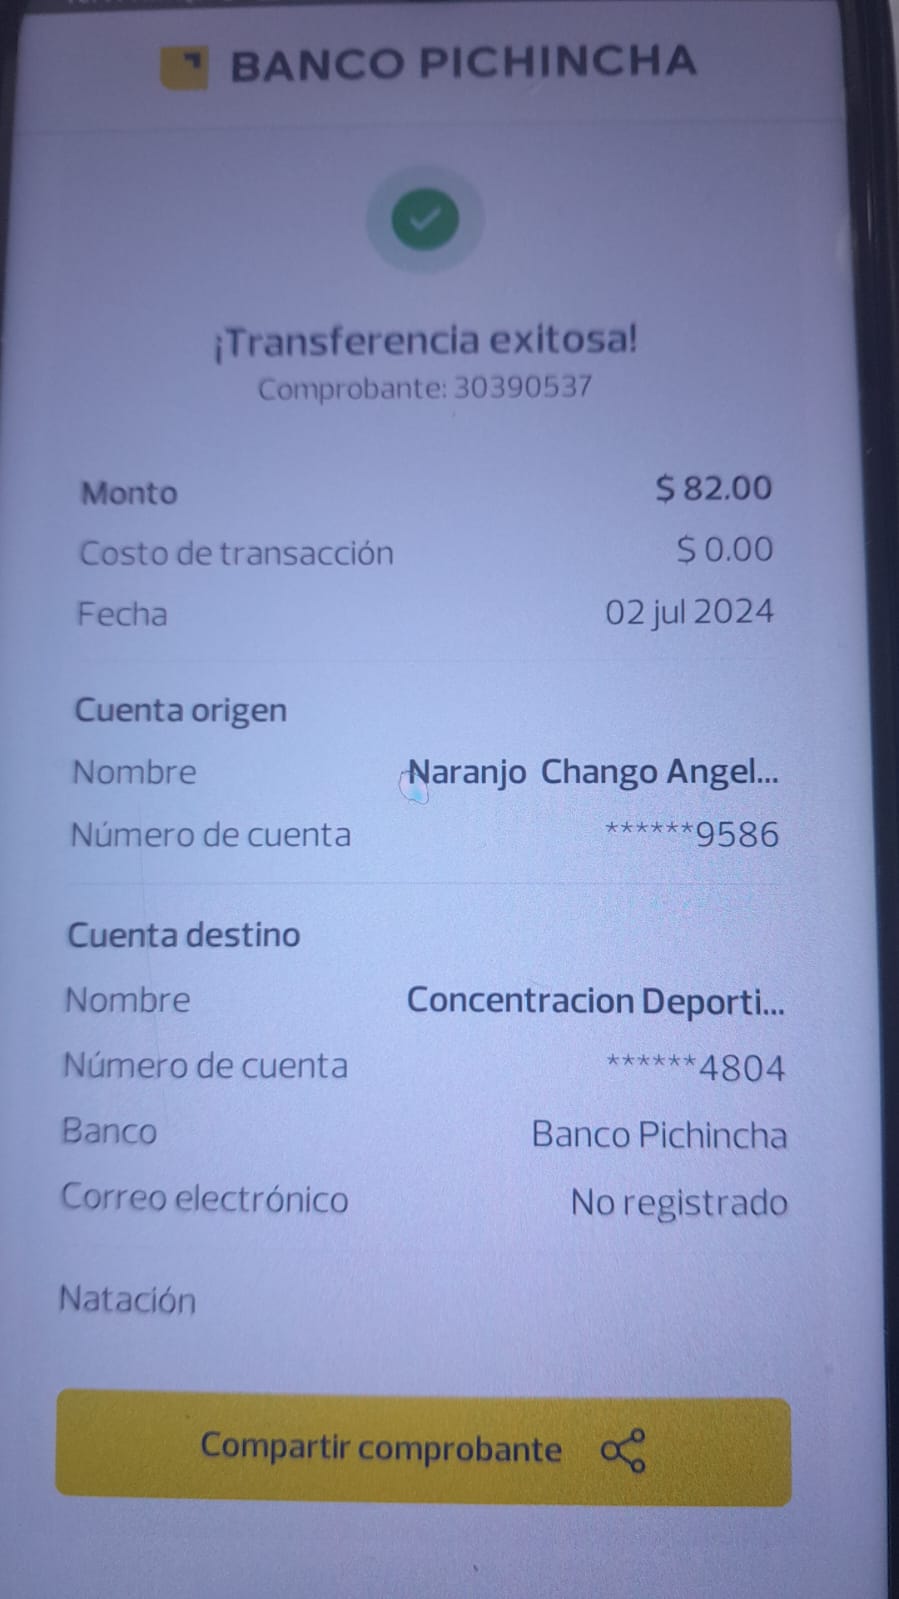 BANCO PICHINCHA
¡Transferencia exitosa!
Comprobante: 30390537
Monto $ 82.00
Costo de transacción $ 0.00
Fecha 02 jul 2024
Cuenta origen
Nombre Naranjo Chango Angel...
Número de cuenta ******9586
Cuenta destino
Nombre Concentracion Deporti...
Número de cuenta ******4804
Banco Banco Pichincha
Correo electrónico No registrado
Natación
Compartir comprobante